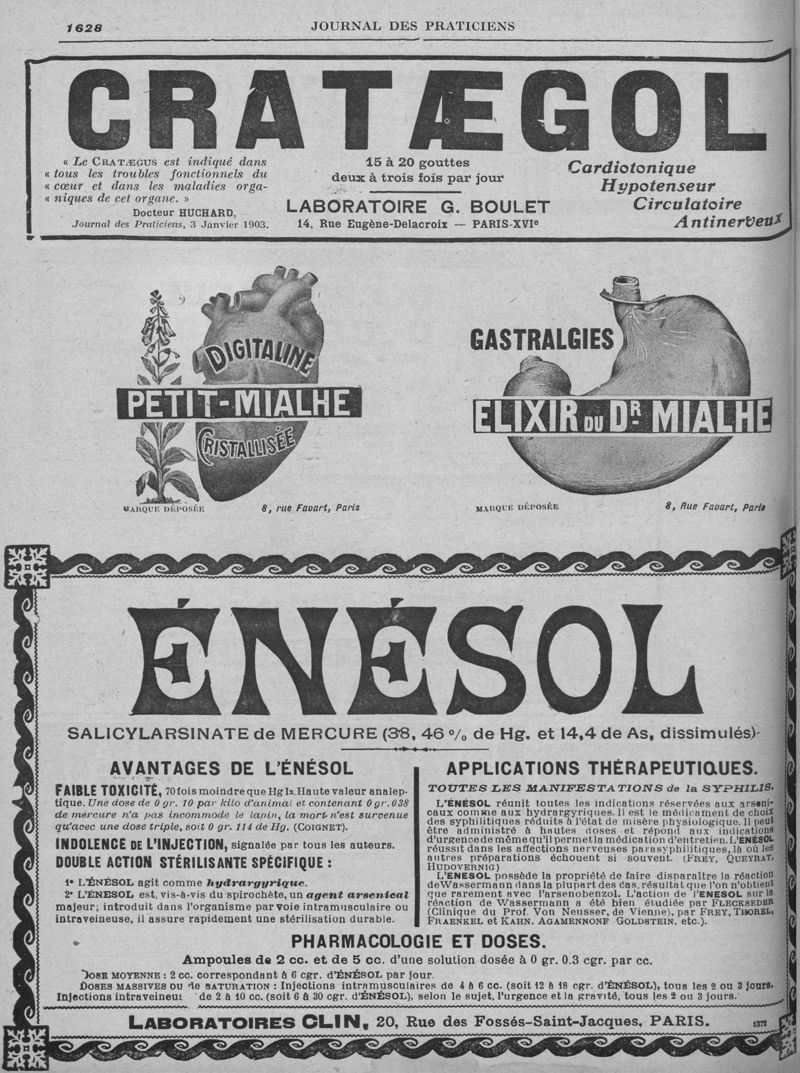 1628
JOURNAL DES PRATICIENS
CRATÆGOL
« Le CRATÆGUS est indiqué dans
« tous les troubles fonctionnels du
« cœur et dans les maladies orga-
« niques de cet organe. »
Docteur HUCHARD,
Journal des Praticiens, 3 Janvier 1903.
15 à 20 gouttes
deux à trois fois par jour
LABORATOIRE G. BOULET
14, Rue Eugène-Delacroix — PARIS-XVIe
Cardiotonique
Hypotenseur
Circulatoire
Antinerveux
DIGITALINE
PETIT-MIALHE
CRISTALLISÉE
MARQUE DÉPOSÉE
8, rue Favart, Paris
GASTRALGIES
ELIXIR DU DR MIALHE
MARQUE DÉPOSÉE
8, Rue Favart, Paris
ÉNÉSOL
SALICYLARSINATE de MERCURE (38, 46 % de Hg. et 14,4 de As, dissimulés)
AVANTAGES DE L'ÉNÉSOL
FAIBLE TOXICITÉ, 70 fois moindre que Hg I2. Haute valeur analep-
tique. Une dose de 0 gr. 10 par kilo d'animal et contenant 0 gr. 038
de mercure n'a pas incommodé le lapin, la mort n'est survenue
qu'avec une dose triple, soit 0 gr. 114 de Hg. (COIGNET).
INDOLENCE DE L'INJECTION, signalée par tous les auteurs.
DOUBLE ACTION STÉRILISANTE SPÉCIFIQUE :
1° L'ÉNÉSOL agit comme hydrargyrique.
2° L'ÉNESOL est, vis-à-vis du spirochète, un agent arsenical
majeur; introduit dans l'organisme par voie intramusculaire ou
intraveineuse, il assure rapidement une stérilisation durable.
APPLICATIONS THÉRAPEUTIQUES.
TOUTES LES MANIFESTATIONS de la SYPHILIS.
L'ÉNÉSOL réunit toutes les indications réservées aux arseni-
caux comme aux hydrargyriques. Il est le médicament de choix
des syphilitiques réduits à l'état de misère physiologique. Il peut
être administré à hautes doses et répond aux indications
d'urgence de même qu'il permet la médication d'entretien. L'ÉNÉSOL
réussit dans les affections nerveuses parasyphilitiques, là où les
autres préparations échouent si souvent. (FREY, QUEYRAT,
HUDOVERNIG)
L'ENESOL possède la propriété de faire disparaître la réaction
de Wassermann dans la plupart des cas, résultat que l'on n'obtient
que rarement avec l'arsenobenzol. L'action de l'ENESOL sur la
réaction de Wassermann a été bien étudiée par FLECKSEDER
(Clinique du Prof. Von Neusser, de Vienne), par FREY, THOREL,
FRAENKEL et KAHN, AGAMENNONE GOLDSTEIN, etc.).
PHARMACOLOGIE ET DOSES.
Ampoules de 2 cc. et de 5 cc. d'une solution dosée à 0 gr. 0.3 cgr. par cc.
DOSE MOYENNE : 2 cc. correspondant à 6 cgr. d'ÉNÉSOL par jour.
DOSES MASSIVES OU de SATURATION : Injections intramusculaires de 4 à 6 cc. (soit 12 à 18 cgr. d'ÉNÉSOL), tous les 2 ou 3 jours.
Injections intraveineus de 2 à 10 cc. (soit 6 à 30 cgr. d'ÉNÉSOL), selon le sujet, l'urgence et la gravité, tous les 2 ou 3 jours.
LABORATOIRES CLIN, 20, Rue des Fossés-Saint-Jacques, PARIS.
1372